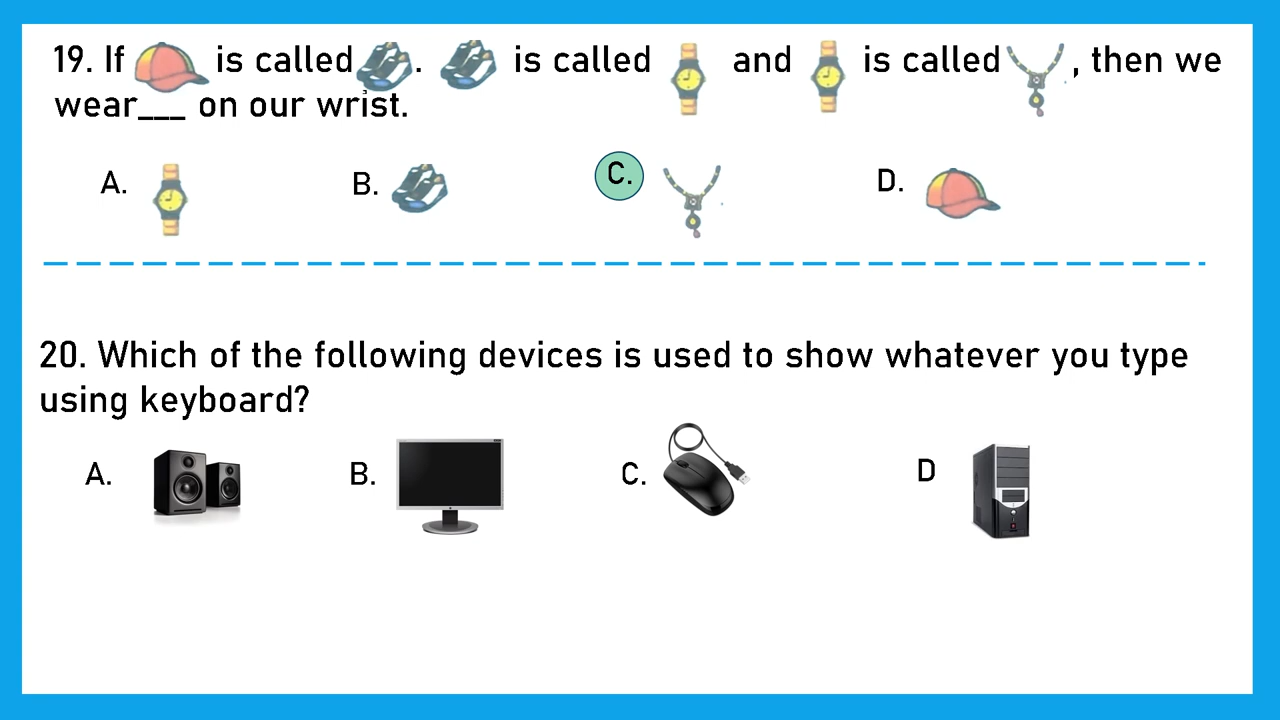 19. If is called . is called and is called , then we
wear___ on our wrist.
A. B. C. D.
20. Which of the following devices is used to show whatever you type
using keyboard?
A. B. C. D